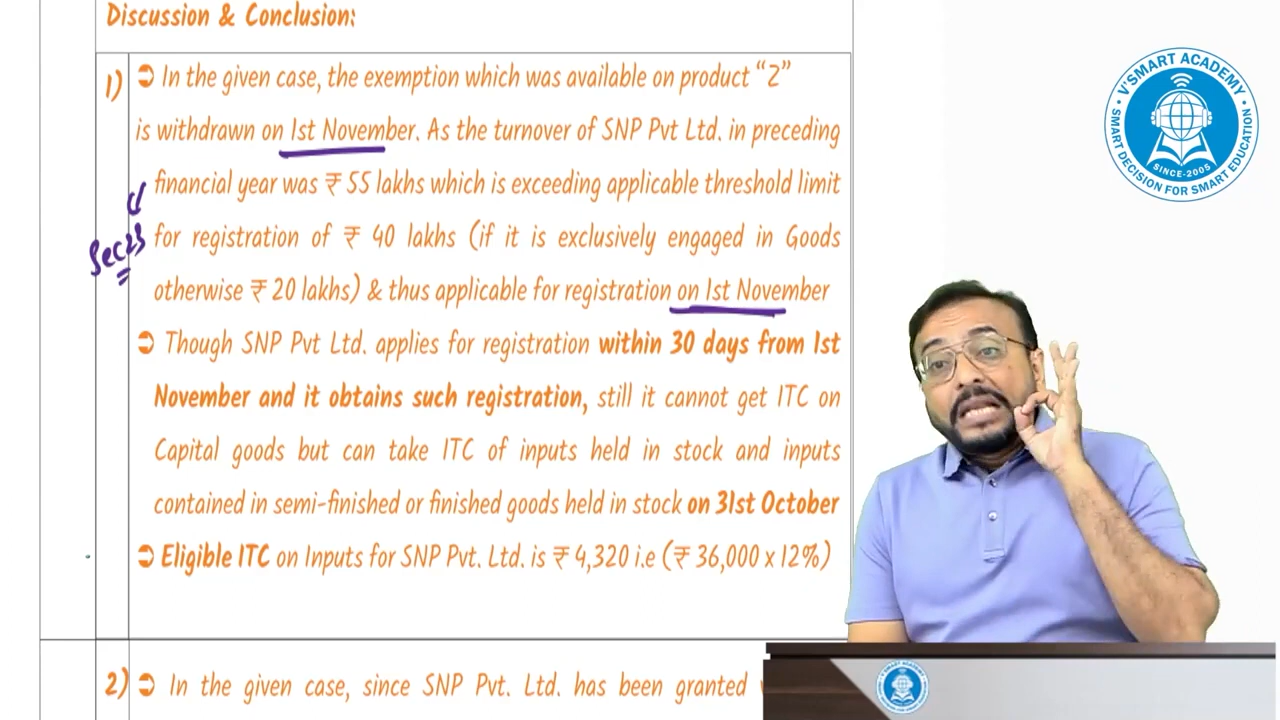 Discussion & Conclusion:
1) ➲ In the given case, the exemption which was available on product “Z”
is withdrawn on 1st November. As the turnover of SNP Pvt Ltd. in preceding
financial year was ₹ 55 lakhs which is exceeding applicable threshold limit
for registration of ₹ 40 lakhs (if it is exclusively engaged in Goods
otherwise ₹ 20 lakhs) & thus applicable for registration on 1st November
Sec 23
➲ Though SNP Pvt Ltd. applies for registration within 30 days from 1st
November and it obtains such registration, still it cannot get ITC on
Capital goods but can take ITC of inputs held in stock and inputs
contained in semi-finished or finished goods held in stock on 31st October
➲ Eligible ITC on Inputs for SNP Pvt. Ltd. is ₹ 4,320 i.e (₹ 36,000 x 12%)
2) ➲ In the given case, since SNP Pvt. Ltd. has been granted
V'SMART ACADEMY
SINCE-2005
SMART DECISION FOR SMART EDUCATION